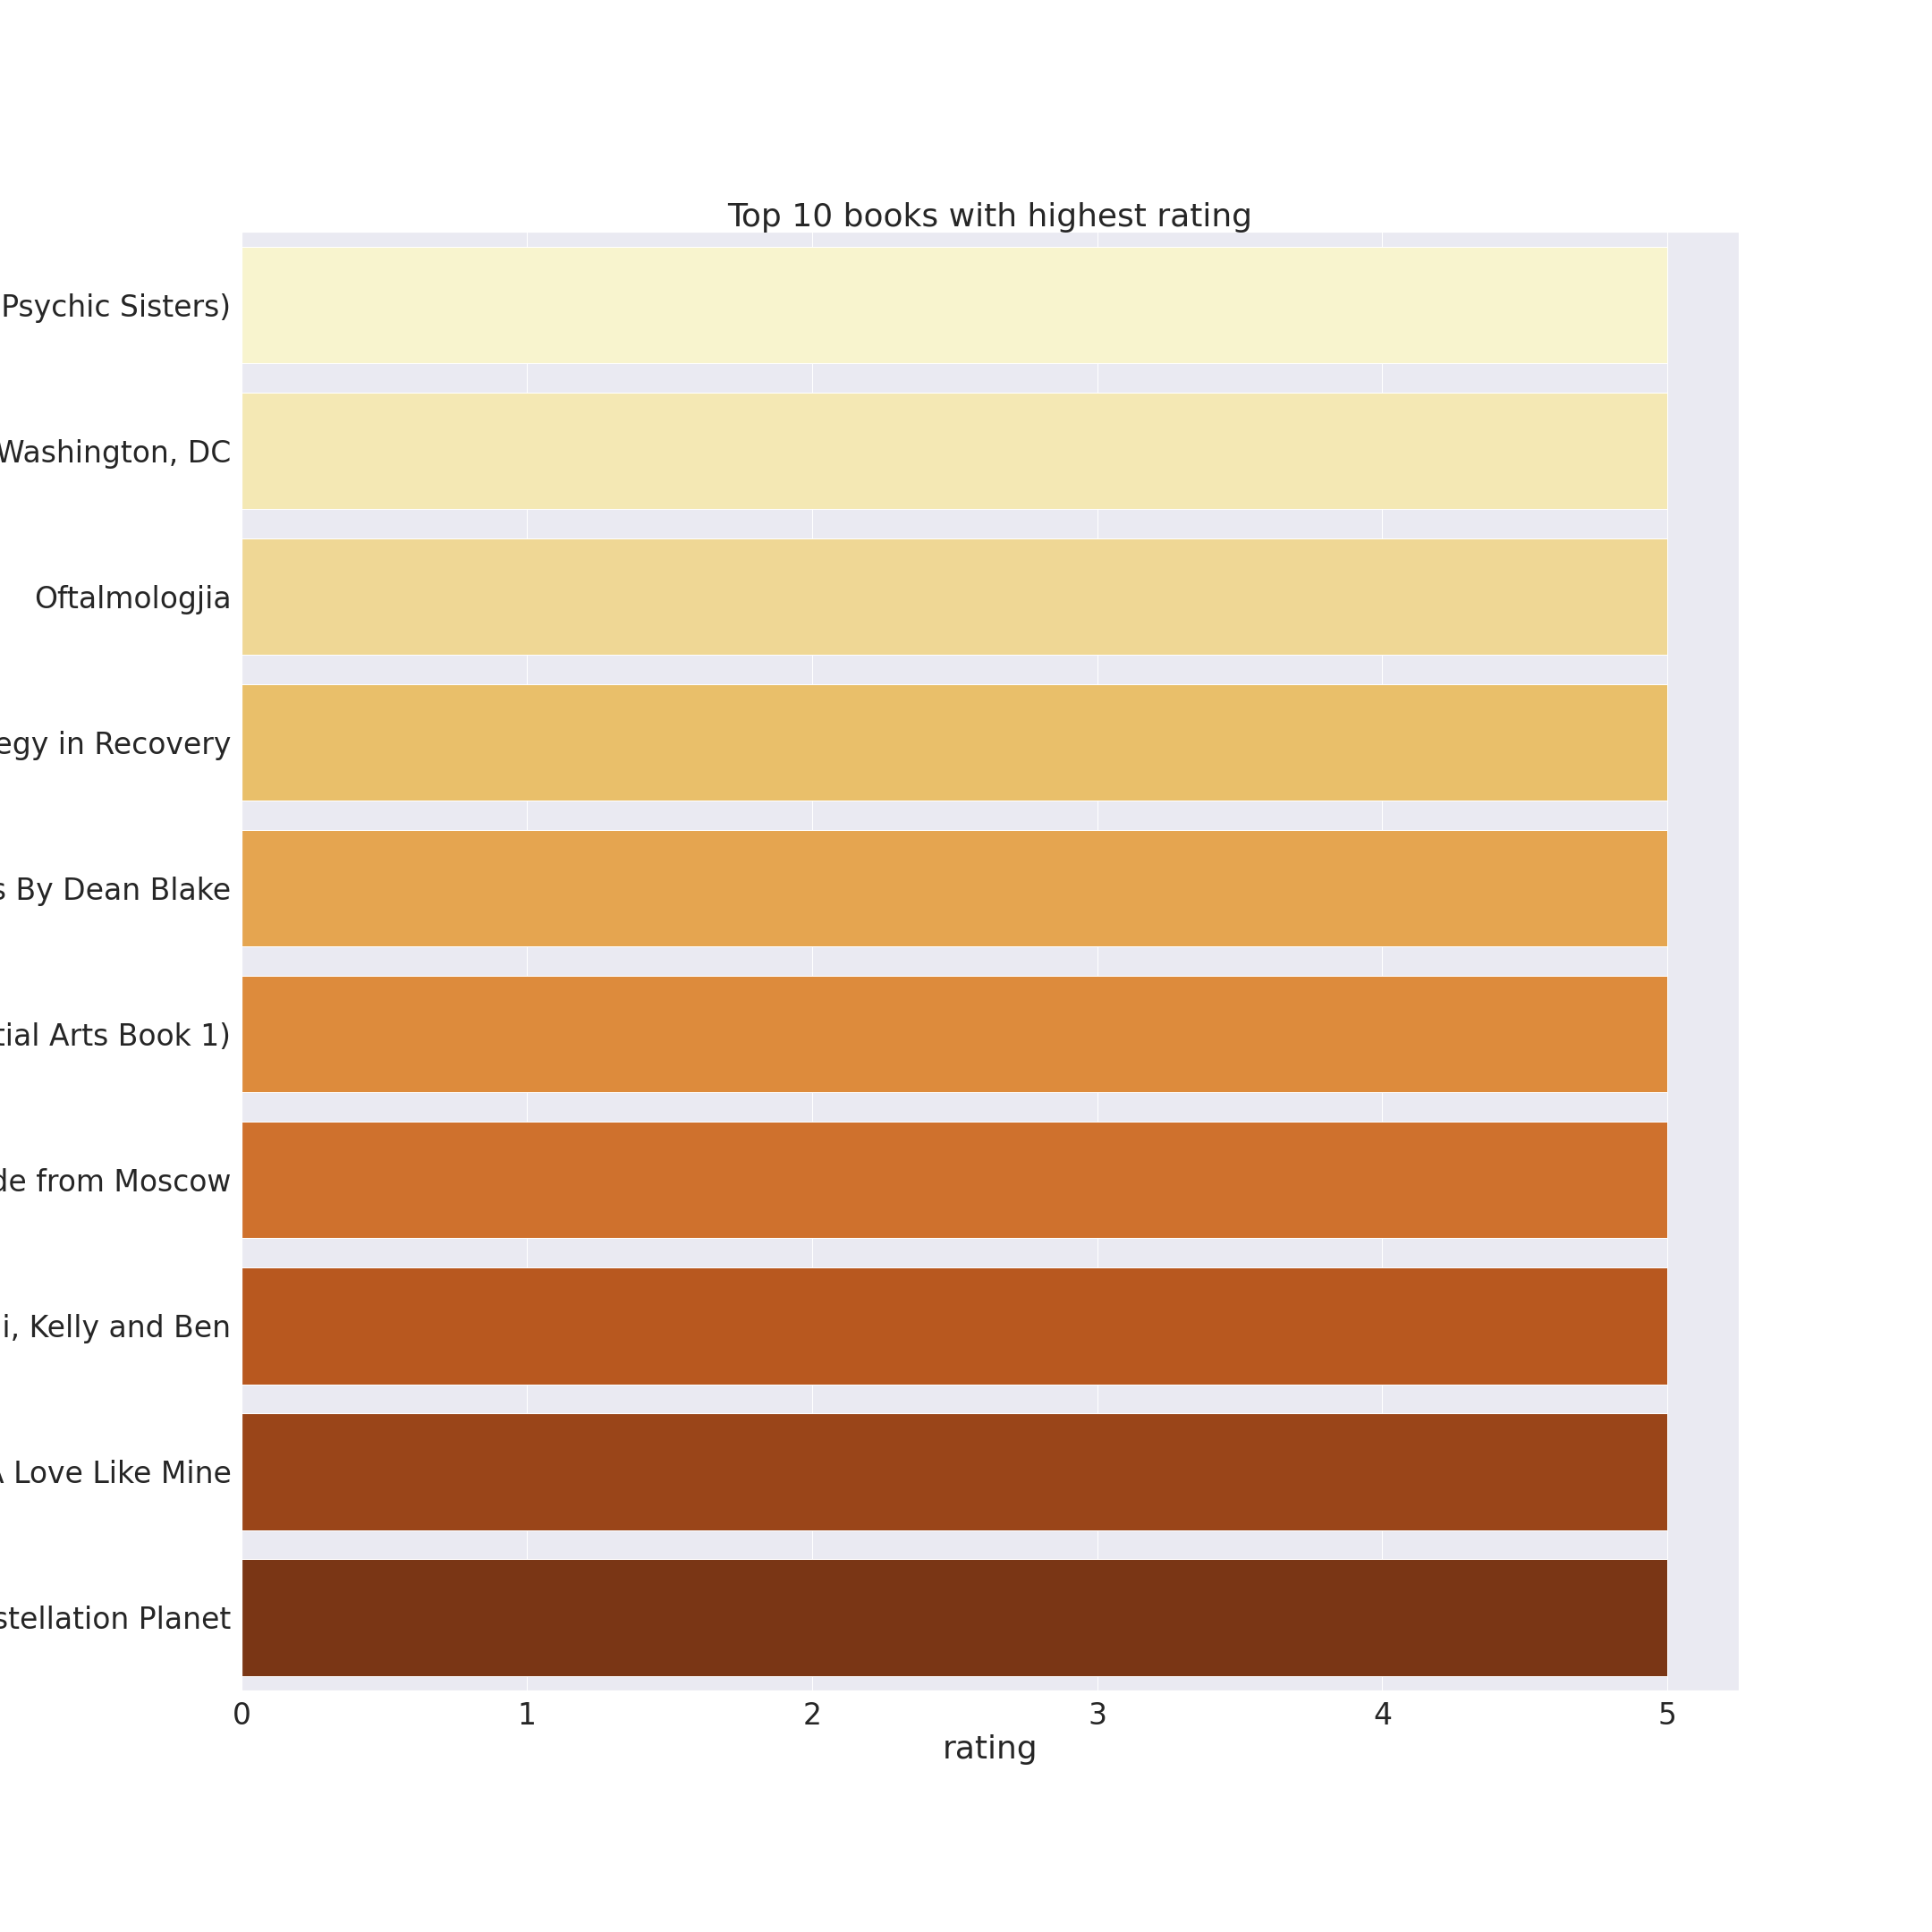 Top 10 books with highest rating
Psychic Sisters)
Washington, DC
Oftalmologjia
egy in Recovery
s By Dean Blake
tial Arts Book 1)
de from Moscow
i, Kelly and Ben
A Love Like Mine
stellation Planet
0 1 2 3 4 5
rating